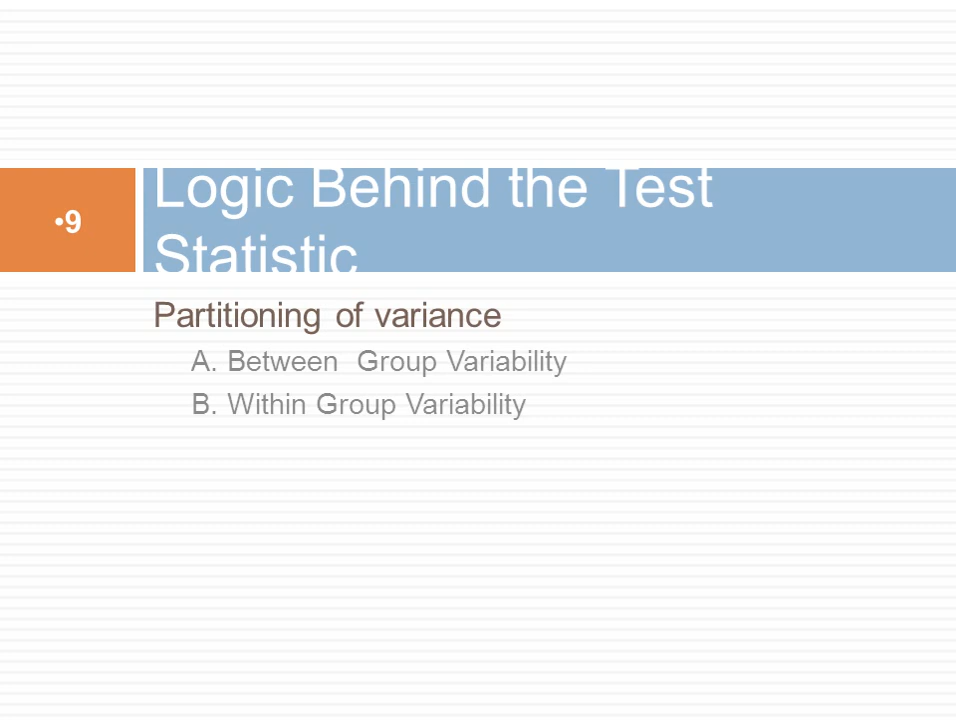 •9
Logic Behind the Test
Statistic
Partitioning of variance
A. Between  Group Variability
B. Within Group Variability